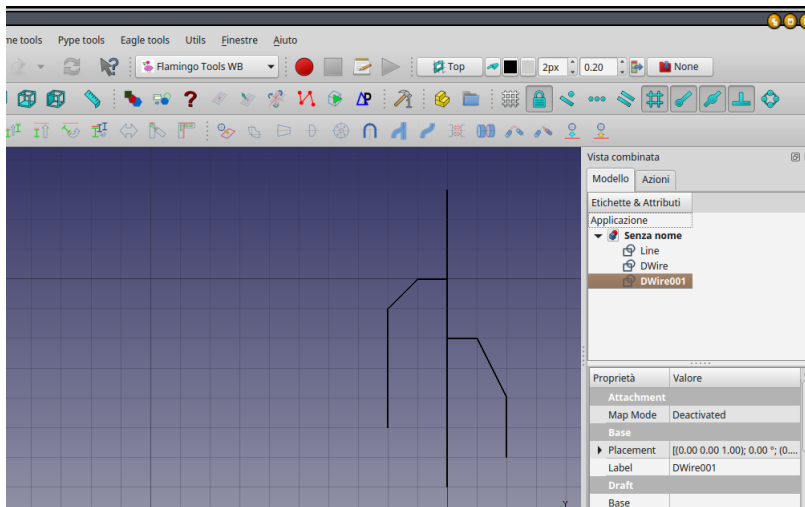 me tools Pype tools Eagle tools Utils Finestre Aiuto
Flamingo Tools WB Top 2px 0.20 None
Vista combinata
Modello Azioni
Etichette & Attributi
Applicazione
Senza nome
Line
DWire
DWire001
Proprietà Valore
Attachment
Map Mode Deactivated
Base
Placement [(0.00 0.00 1.00); 0.00 °; (0....
Label DWire001
Draft
Base
Y